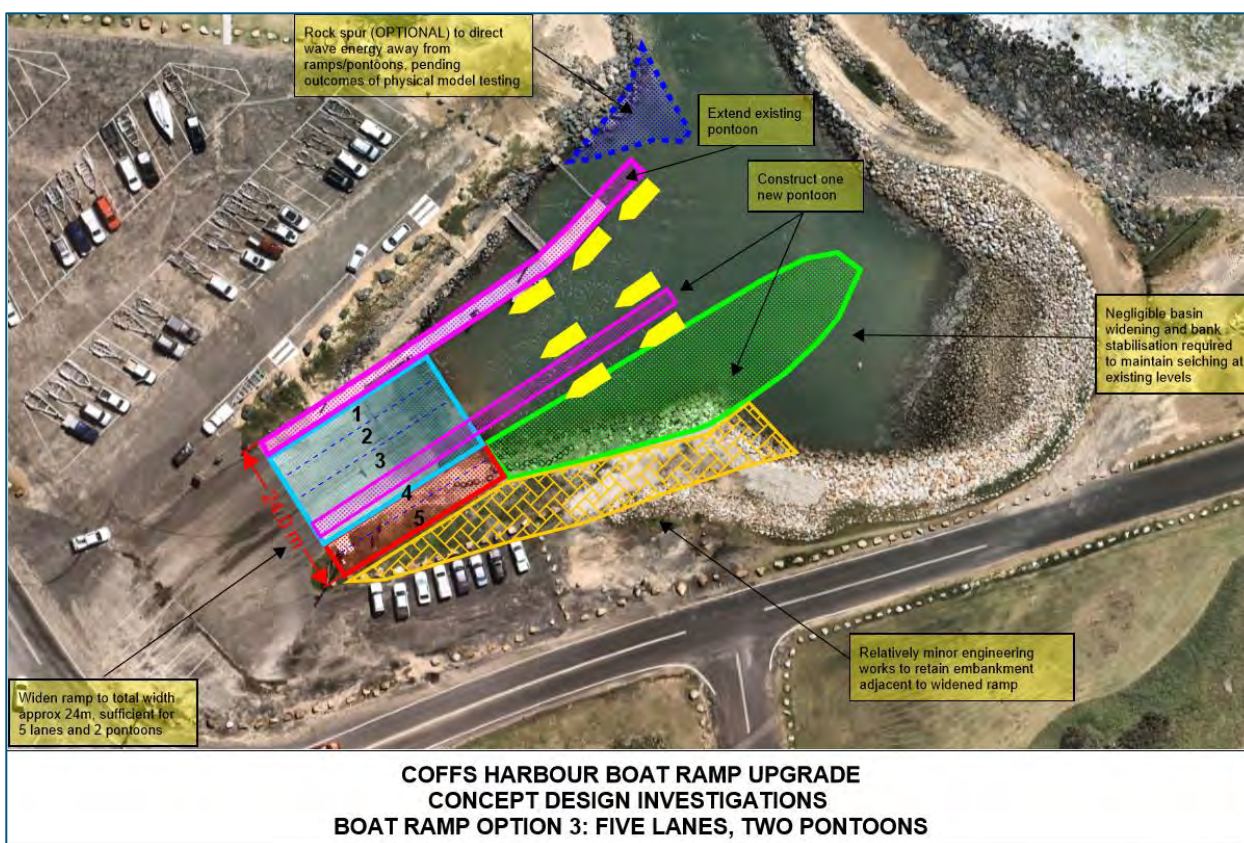 Rock spur (OPTIONAL) to direct
wave energy away from
ramps/pontoons, pending
outcomes of physical model testing
Extend existing
pontoon
Construct one
new pontoon
Negligible basin
widening and bank
stabilisation required
to maintain seiching at
existing levels
1
2
3
4
5
24.0 m
Relatively minor engineering
works to retain embankment
adjacent to widened ramp
Widen ramp to total width
approx 24m, sufficient for
5 lanes and 2 pontoons
COFFS HARBOUR BOAT RAMP UPGRADE
CONCEPT DESIGN INVESTIGATIONS
BOAT RAMP OPTION 3: FIVE LANES, TWO PONTOONS